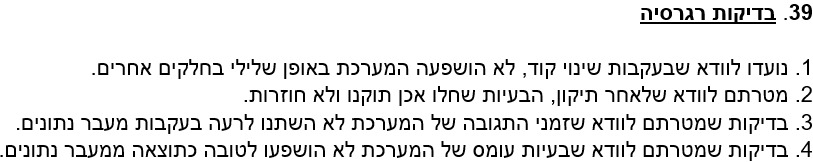 39. בדיקות רגרסיה
1. נועדו לוודא שבעקבות שינוי קוד, לא הושפעה המערכת באופן שלילי בחלקים אחרים.
2. מטרתם לוודא שלאחר תיקון, הבעיות שחלו אכן תוקנו ולא חוזרות.
3. בדיקות שמטרתם לוודא שזמני התגובה של המערכת לא השתנו לרעה בעקבות מעבר נתונים.
4. בדיקות שמטרתם לוודא שבעיות עומס של המערכת לא הושפעו לטובה כתוצאה ממעבר נתונים.